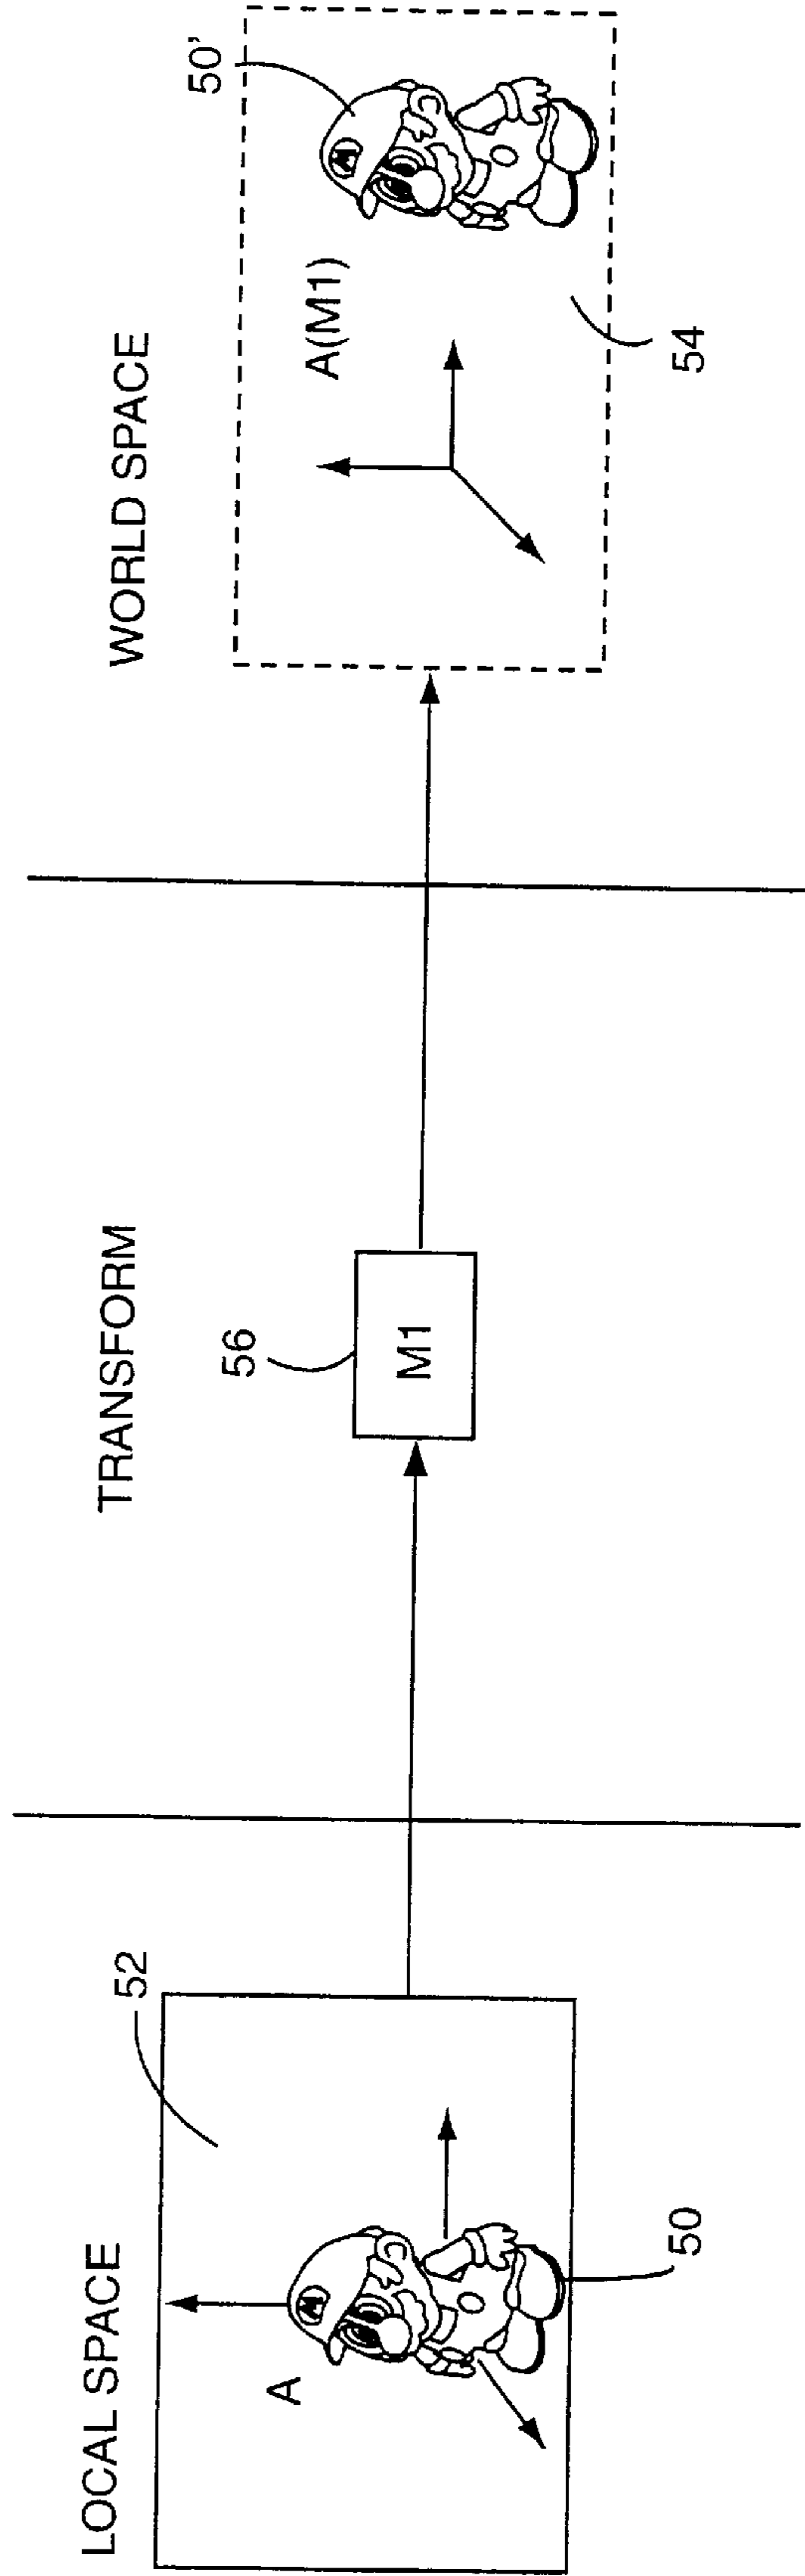 LOCAL SPACE
TRANSFORM
WORLD SPACE
52
A
M
50
56
M1
A(M1)
M
50'
54